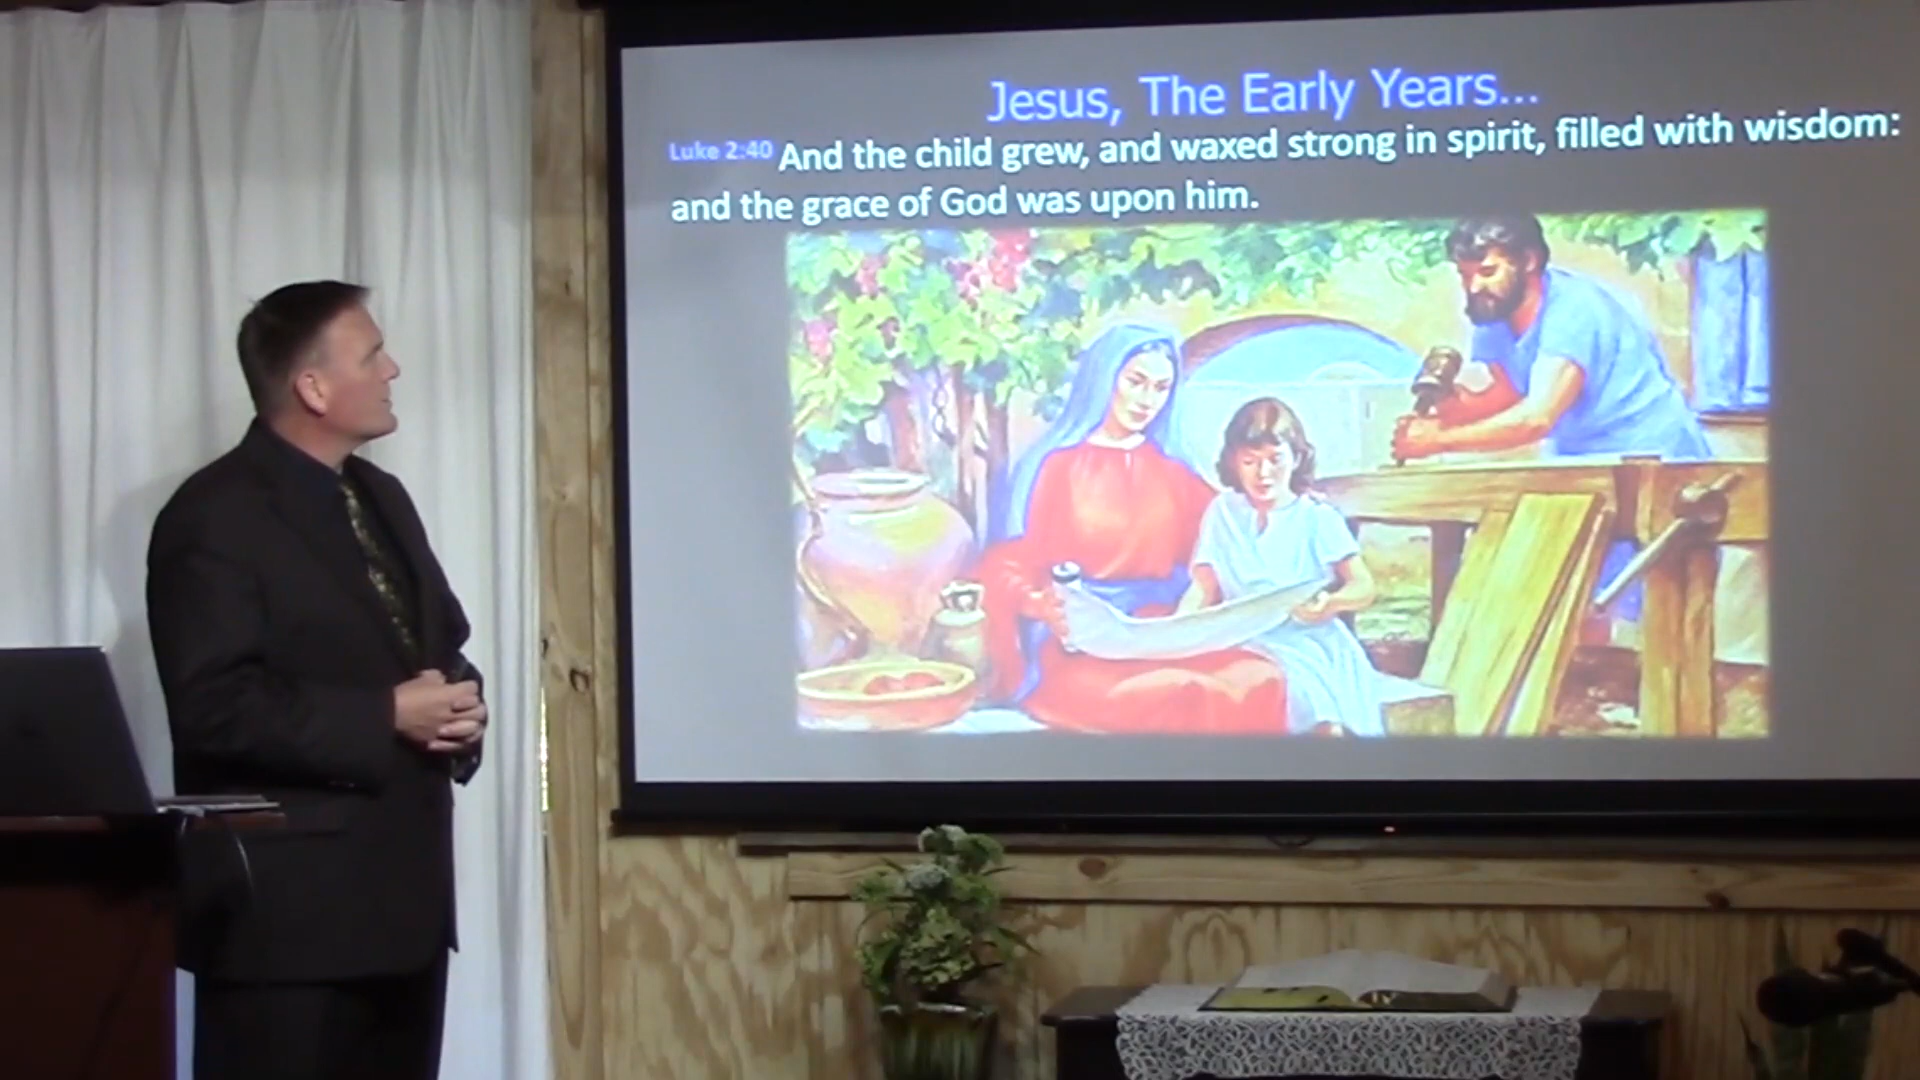 Jesus, The Early Years...
Luke 2:40 And the child grew, and waxed strong in spirit, filled with wisdom:
and the grace of God was upon him.